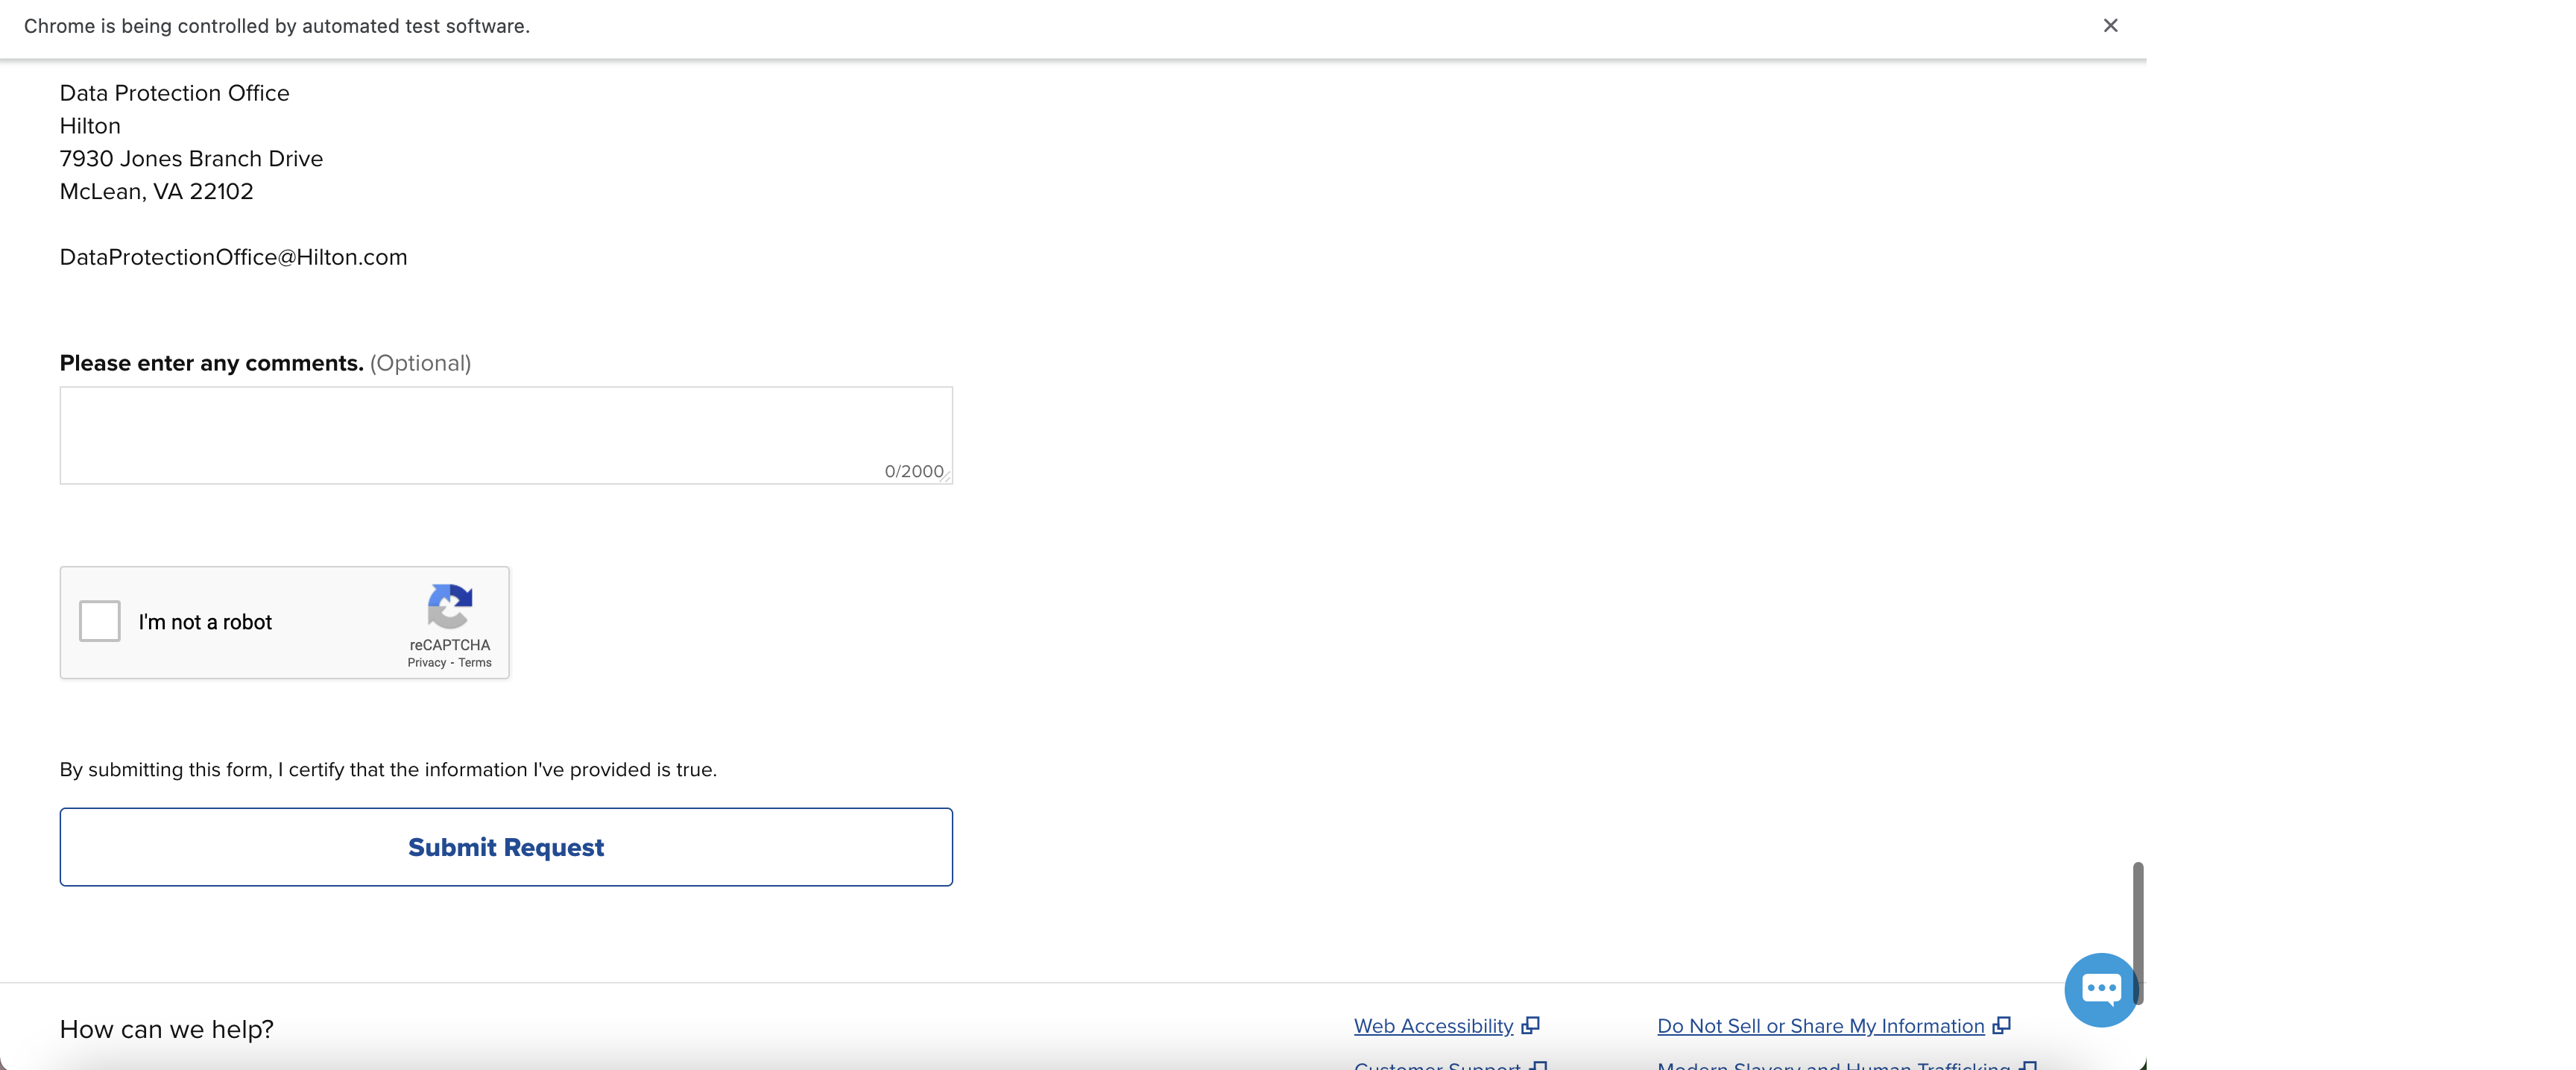 Chrome is being controlled by automated test software.
Data Protection Office
Hilton
7930 Jones Branch Drive
McLean, VA 22102
DataProtectionOffice@Hilton.com
Please enter any comments. (Optional)
0/2000
I'm not a robot
reCAPTCHA
Privacy - Terms
By submitting this form, I certify that the information I've provided is true.
Submit Request
How can we help?
Web Accessibility
Do Not Sell or Share My Information
Customer Support
Modern Slavery and Human Trafficking